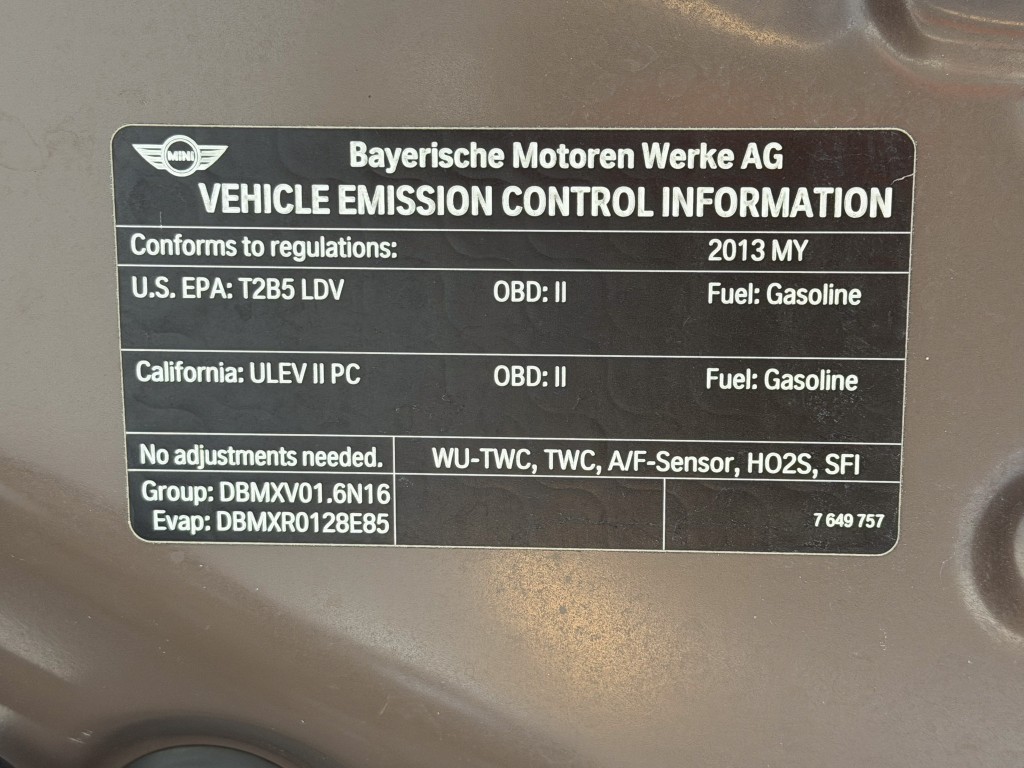 MINI
Bayerische Motoren Werke AG
VEHICLE EMISSION CONTROL INFORMATION
Conforms to regulations: 2013 MY
U.S. EPA: T2B5 LDV OBD: II Fuel: Gasoline
California: ULEV II PC OBD: II Fuel: Gasoline
No adjustments needed. WU-TWC, TWC, A/F-Sensor, HO2S, SFI
Group: DBMXV01.6N16
Evap: DBMXR0128E85
7 649 757